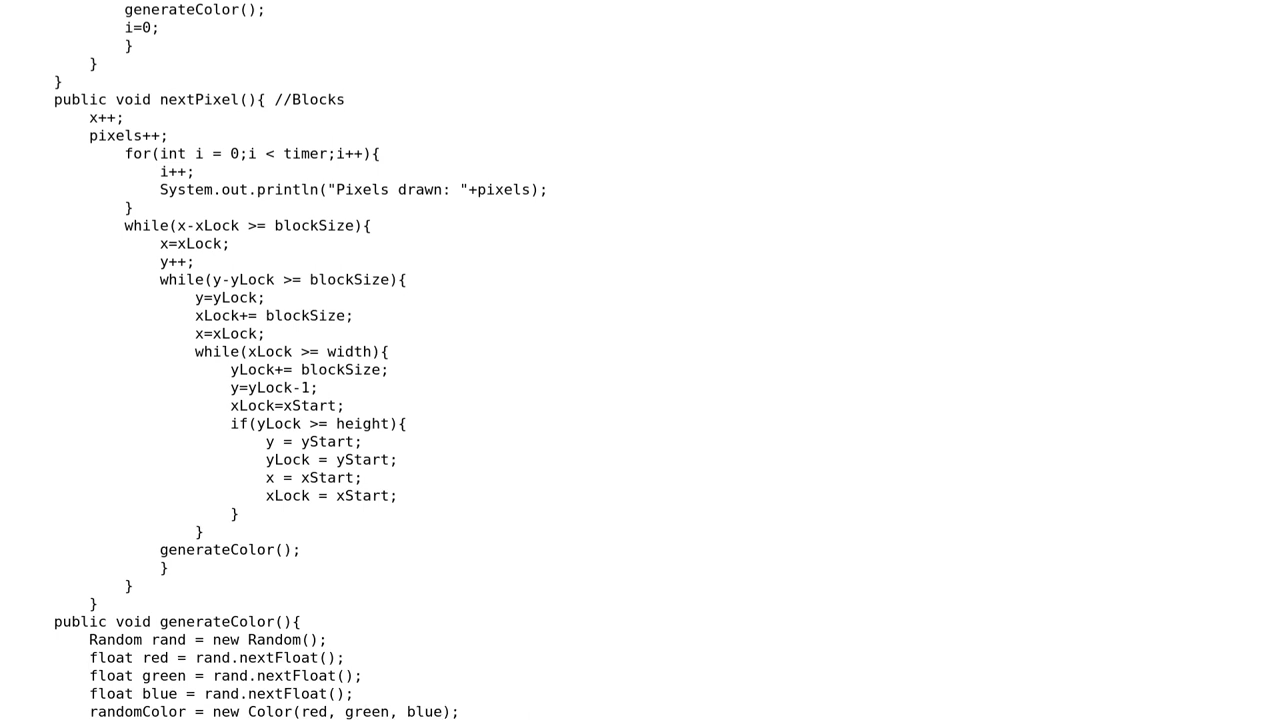 generateColor();
i=0;
}
}
}
public void nextPixel(){ //Blocks
x++;
pixels++;
for(int i = 0;i < timer;i++){
i++;
System.out.println("Pixels drawn: "+pixels);
}
while(x-xLock >= blockSize){
x=xLock;
y++;
while(y-yLock >= blockSize){
y=yLock;
xLock+= blockSize;
x=xLock;
while(xLock >= width){
yLock+= blockSize;
y=yLock-1;
xLock=xStart;
if(yLock >= height){
y = yStart;
yLock = yStart;
x = xStart;
xLock = xStart;
}
}
generateColor();
}
}
}
public void generateColor(){
Random rand = new Random();
float red = rand.nextFloat();
float green = rand.nextFloat();
float blue = rand.nextFloat();
randomColor = new Color(red, green, blue);